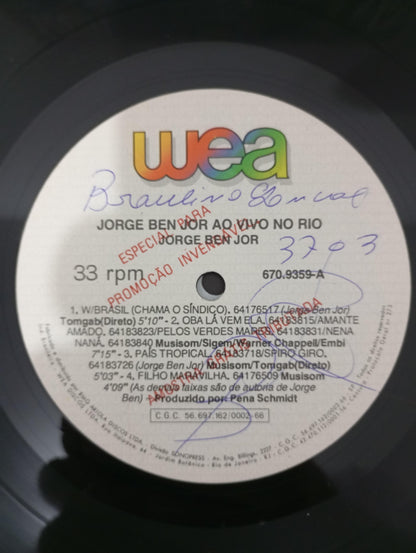 wea
JORGE BEN JOR AO VIVO NO RIO
JORGE BEN JOR
ESPECIAL PARA
PROMOÇÃO INVENDÁVEL
3703
33 rpm
670.9359-A
1. W/BRASIL (CHAMA O SÍNDICO), 64176517 (Jorge Ben Jor)
Tomgab(Direto) 5'10" - 2. OBA LÁ VEM ELA, 64183815/AMANTE
AMADO, 64183823/PELOS VERDES MARES, 64183831/NENA
NANÁ, 64183840 Musisom/Sigem/Warner Chappell/Embi
7'15" - 3. PAÍS TROPICAL, 64183718/SPIRO GIRO,
64183726 (Jorge Ben Jor) Musisom/Tomgab(Direto)
5'03" - 4. FILHO MARAVILHA, 64176509 Musisom
4'09" (As demais faixas são de autoria de Jorge
Ben) Produzido por: Pena Schmidt
C.G.C. 56.697.162/0002-66